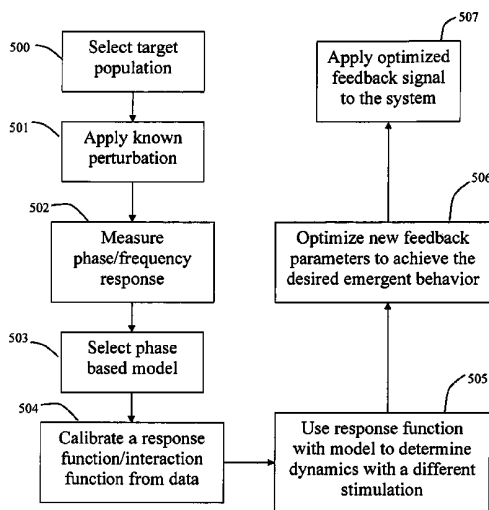 500
Select target
population
501
Apply known
perturbation
502
Measure
phase/frequency
response
503
Select phase
based model
504
Calibrate a response
function/interaction
function from data
505
Use response function
with model to determine
dynamics with a different
stimulation
506
Optimize new feedback
parameters to achieve the
desired emergent behavior
507
Apply optimized
feedback signal
to the system